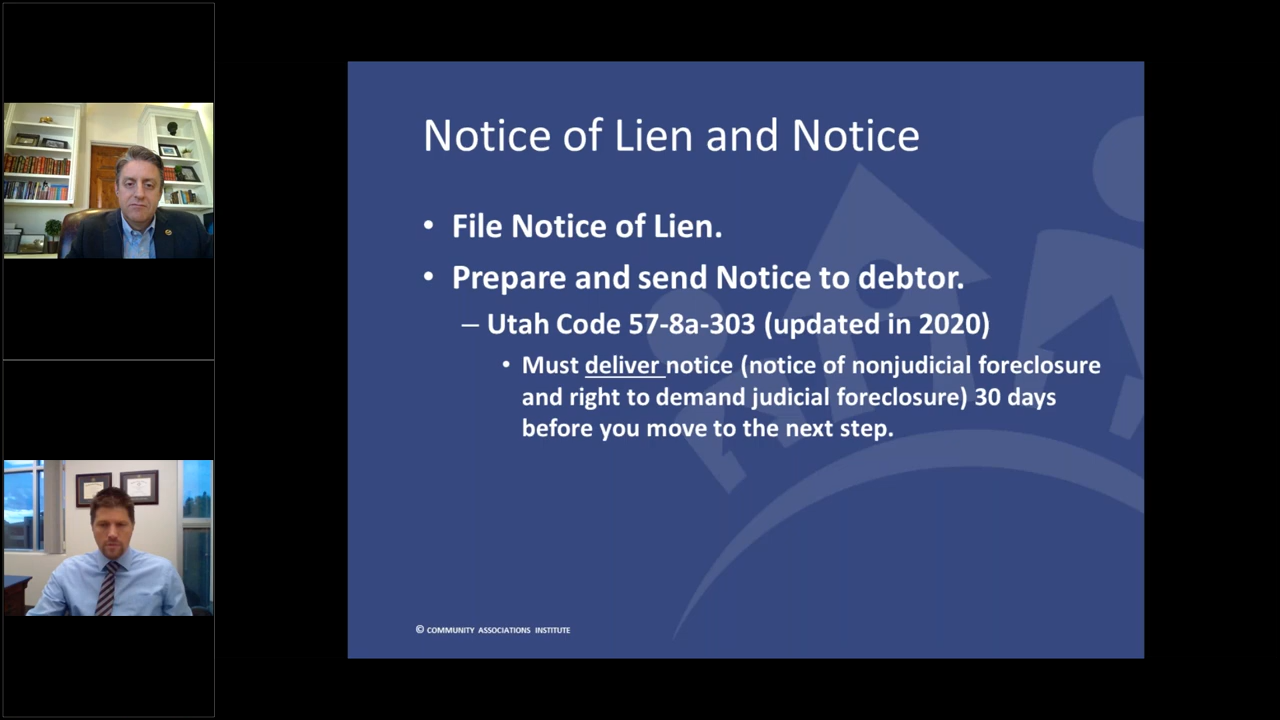 Notice of Lien and Notice
• File Notice of Lien.
• Prepare and send Notice to debtor.
– Utah Code 57-8a-303 (updated in 2020)
• Must deliver notice (notice of nonjudicial foreclosure
and right to demand judicial foreclosure) 30 days
before you move to the next step.
© COMMUNITY ASSOCIATIONS INSTITUTE